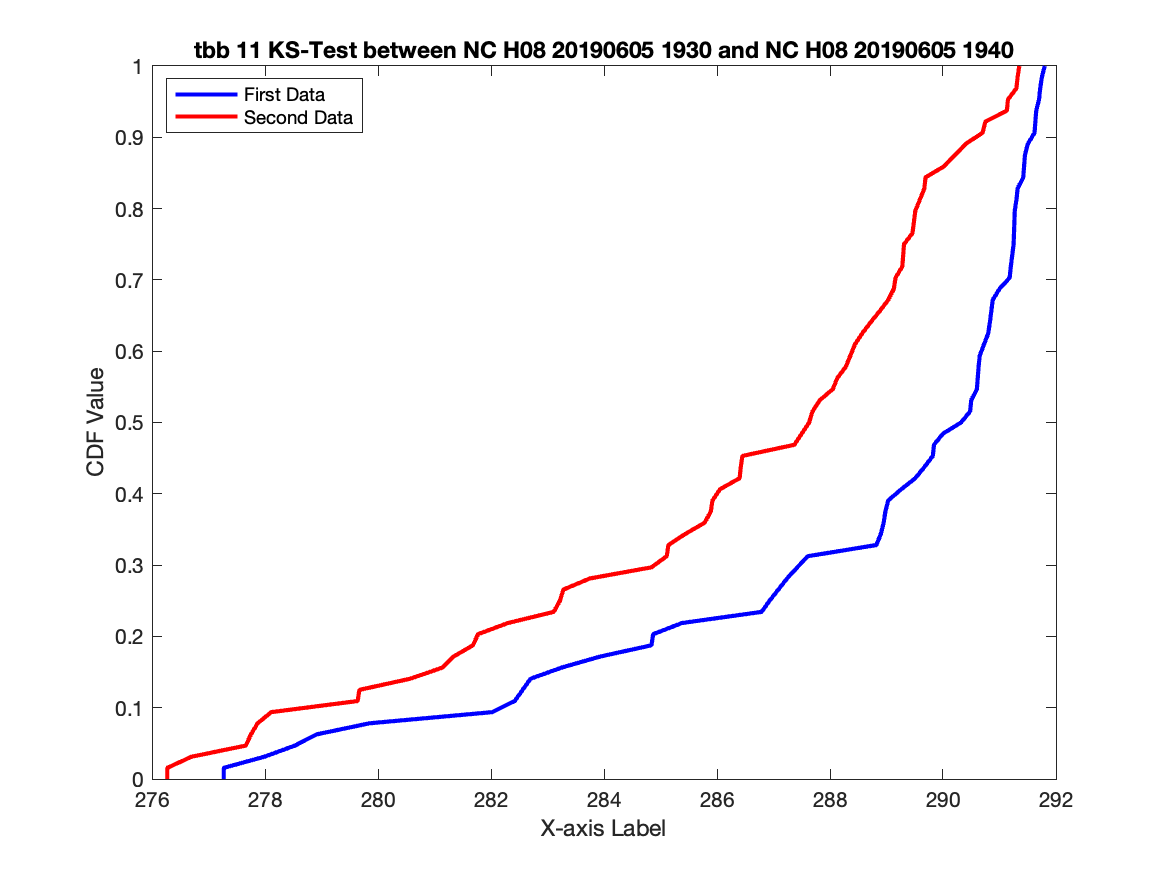 tbb 11 KS-Test between NC H08 20190605 1930 and NC H08 20190605 1940
First Data
Second Data
1
0.9
0.8
0.7
0.6
0.5
0.4
0.3
0.2
0.1
0
CDF Value
276 278 280 282 284 286 288 290 292
X-axis Label